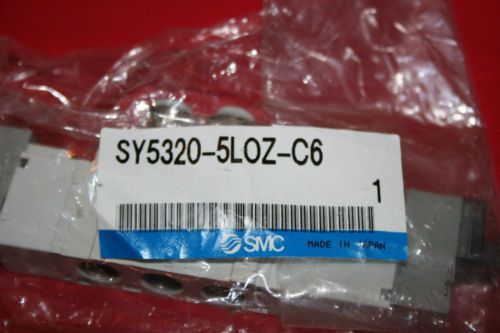 SY5320-5LOZ-C6
1
SMC MADE IN JAPAN